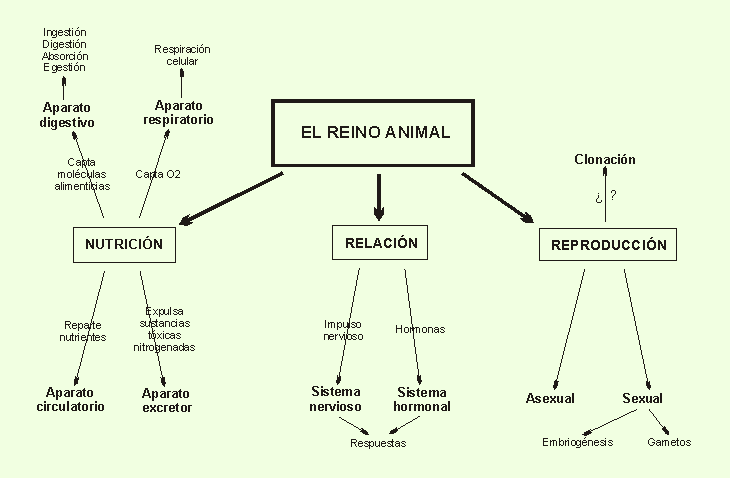 Ingestión
Digestión
Absorción
Egestión
Respiración
celular
Aparato
digestivo
Aparato
respiratorio
EL REINO ANIMAL
Clonación
Capta
moléculas
alimenticias
Capta O2
¿ ?
NUTRICIÓN
RELACIÓN
REPRODUCCIÓN
Reparte
nutrientes
Expulsa
sustancias
tóxicas
nitrogenadas
Impulso
nervioso
Hormonas
Aparato
circulatorio
Aparato
excretor
Sistema
nervioso
Sistema
hormonal
Asexual
Sexual
Respuestas
Embriogénesis
Gametos